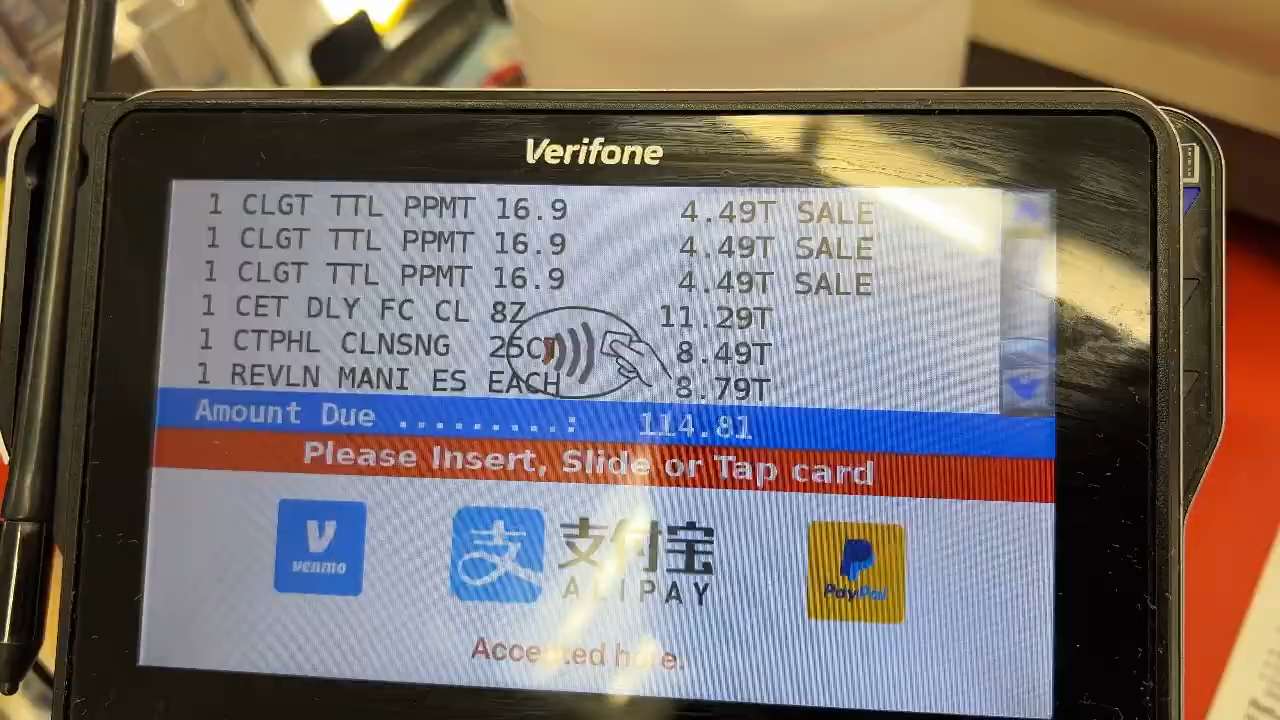 Verifone
1 CLGT TTL PPMT 16.9 4.49T SALE
1 CLGT TTL PPMT 16.9 4.49T SALE
1 CLGT TTL PPMT 16.9 4.49T SALE
1 CET DLY FC CL 8Z 11.29T
1 CTPHL CLNSNG 25CT 8.49T
1 REVLN MANI ES EACH 8.79T
Amount Due ..........: 114.81
Please Insert, Slide or Tap card
venmo
支 支付宝
ALIPAY
PayPal
Accepted here.